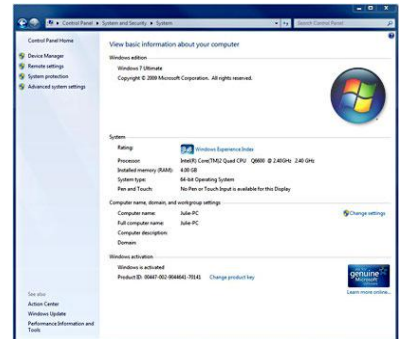 Control Panel ▸ System and Security ▸ System
Search Control Panel
Control Panel Home
Device Manager
Remote settings
System protection
Advanced system settings
See also
Action Center
Windows Update
Performance Information and
Tools
View basic information about your computer
Windows edition
Windows 7 Ultimate
Copyright © 2009 Microsoft Corporation. All rights reserved.
System
Rating: Windows Experience Index
Processor: Intel(R) Core(TM)2 Quad CPU Q6600 @ 2.40GHz 2.40 GHz
Installed memory (RAM): 4.00 GB
System type: 64-bit Operating System
Pen and Touch: No Pen or Touch Input is available for this Display
Computer name, domain, and workgroup settings
Computer name: Julie-PC
Change settings
Full computer name: Julie-PC
Computer description:
Domain:
Windows activation
Windows is activated
Product ID: Change product key
genuine
Microsoft
Learn more online...